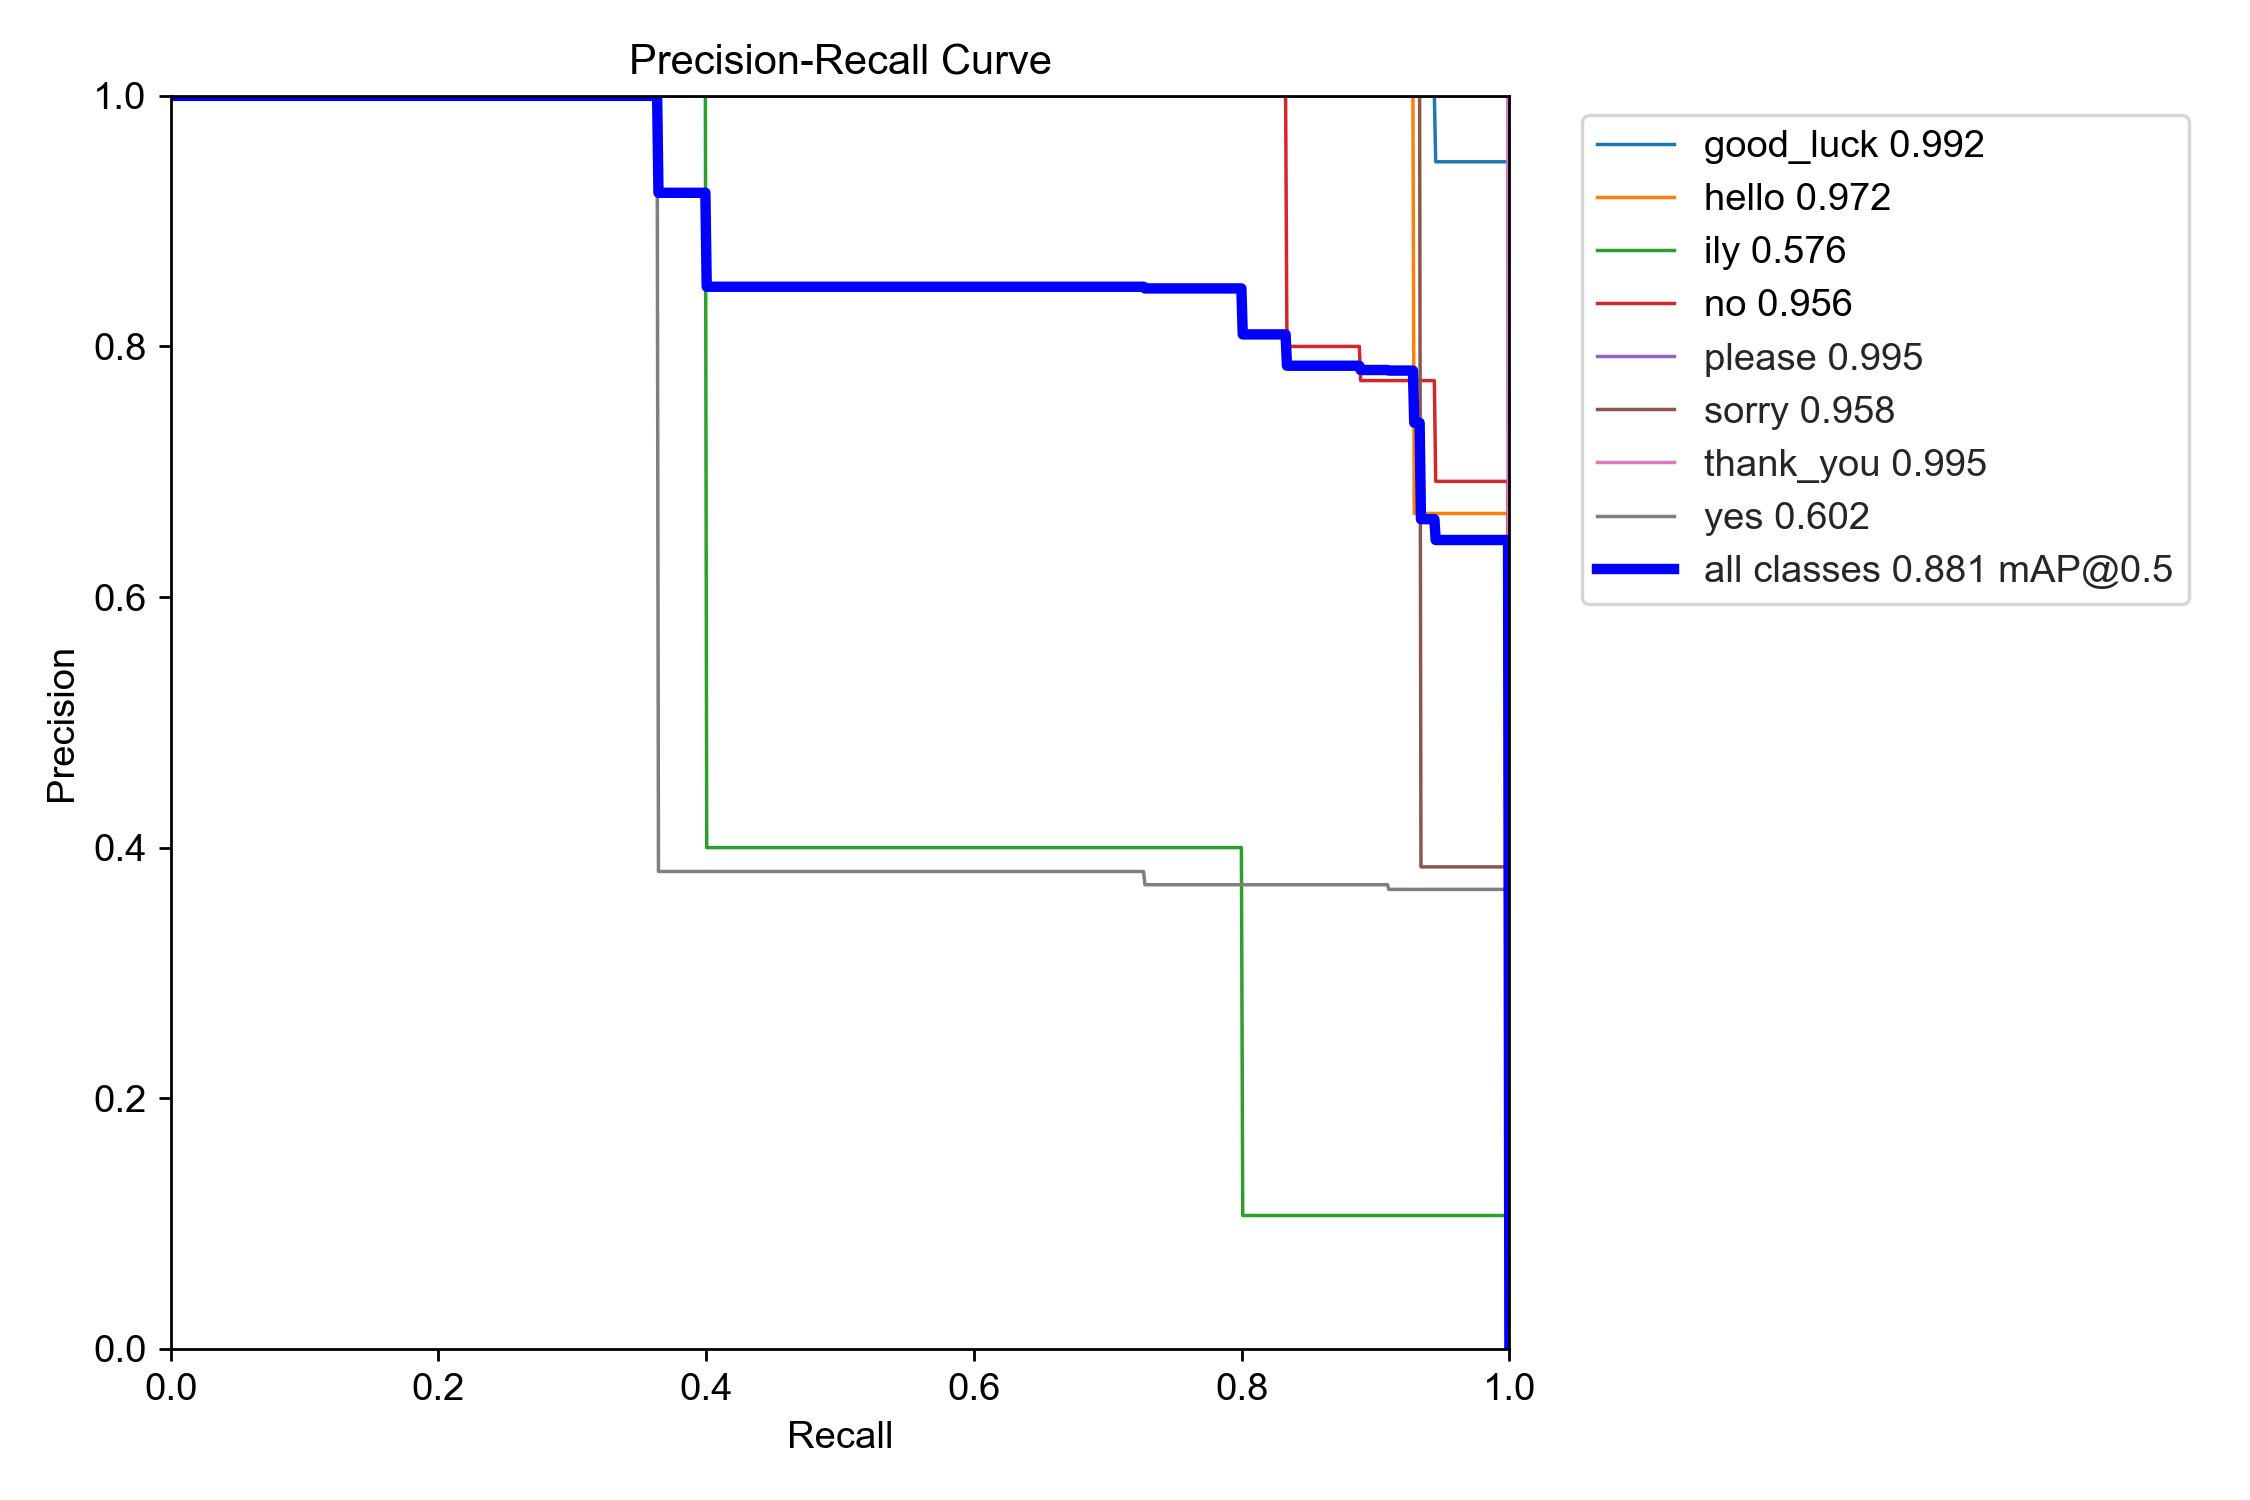 Precision-Recall Curve
1.0
0.8
0.6
0.4
0.2
0.0
Precision
0.0 0.2 0.4 0.6 0.8 1.0
Recall
good_luck 0.992
hello 0.972
ily 0.576
no 0.956
please 0.995
sorry 0.958
thank_you 0.995
yes 0.602
all classes 0.881 mAP@0.5